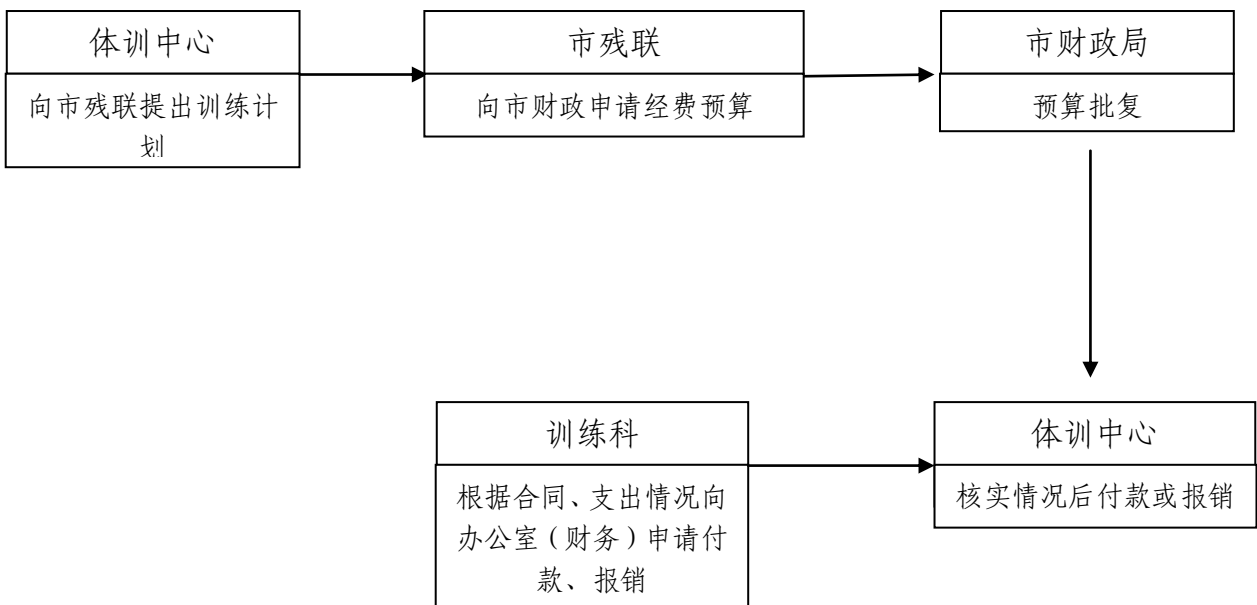 体训中心
向市残联提出训练计
划
市残联
向市财政申请经费预算
市财政局
预算批复
训练科
根据合同、支出情况向
办公室（财务）申请付
款、报销
体训中心
核实情况后付款或报销